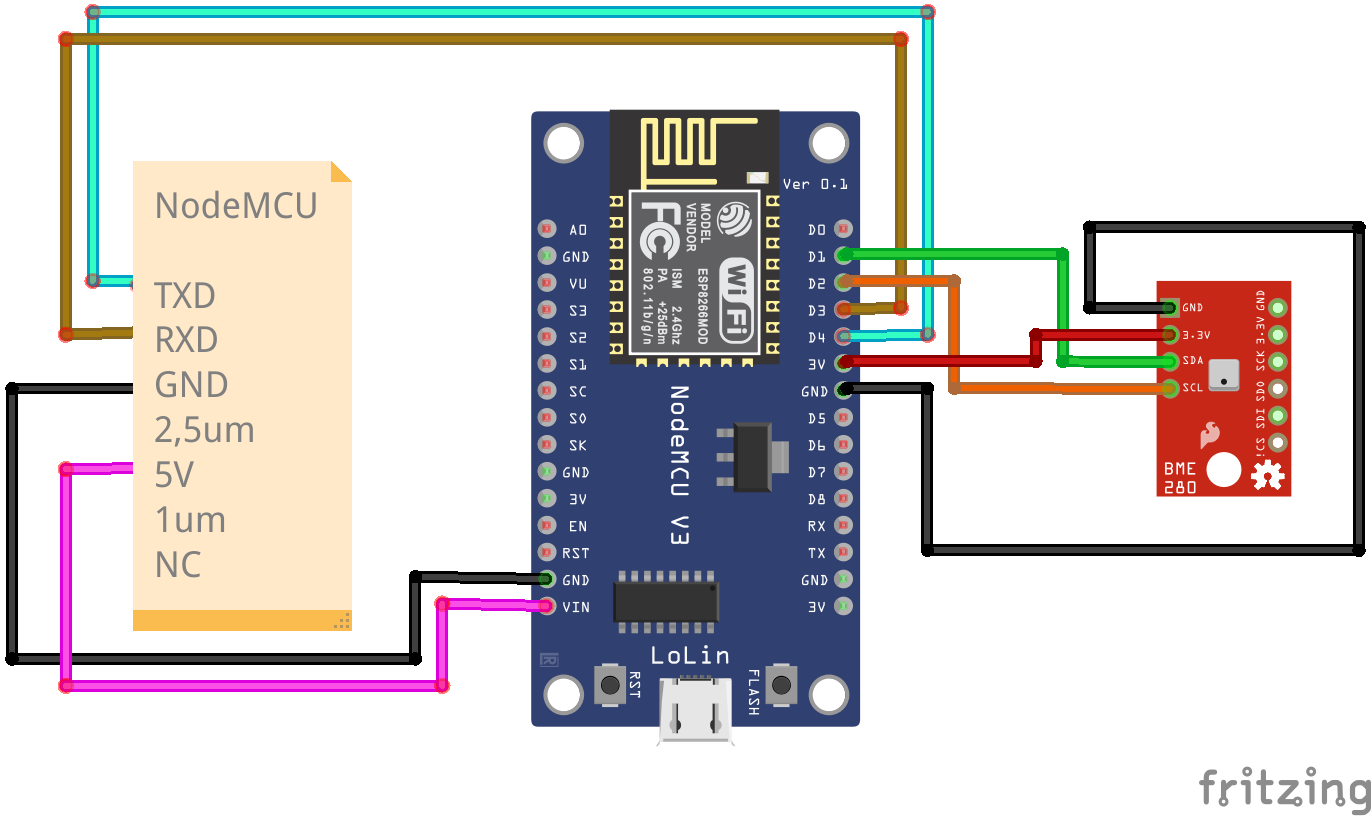 NodeMCU
TXD
RXD
GND
2,5um
5V
1um
NC
Ver 0.1
MODEL
VENDOR
ESP8266MOD
ISM 2.4Ghz
PA +25dBm
802.11b/g/n
FC
WiFi
A0
GND
VU
S3
S2
S1
SC
S0
SK
GND
3V
EN
RST
GND
VIN
D0
D1
D2
D3
D4
3V
GND
D5
D6
D7
D8
RX
TX
GND
3V
NodeMCU V3
LoLin
RST
FLASH
GND
3.3V
SDA
SCL
GND
3.3V
SCK
SDO
SDI
BME
280
fritzing